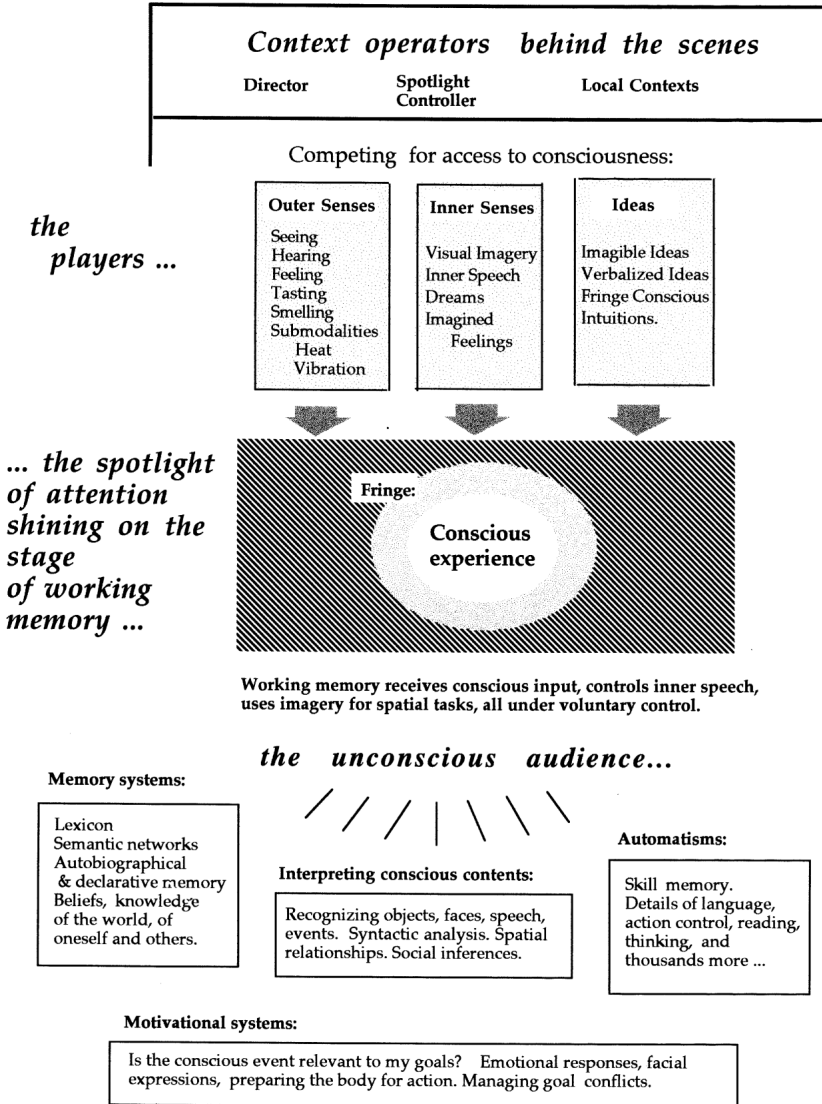 Context operators behind the scenes
Director
Spotlight
Controller
Local Contexts
Competing for access to consciousness:
the
players ...
Outer Senses
Seeing
Hearing
Feeling
Tasting
Smelling
Submodalities
Heat
Vibration
Inner Senses
Visual Imagery
Inner Speech
Dreams
Imagined
Feelings
Ideas
Imagible Ideas
Verbalized Ideas
Fringe Conscious
Intuitions.
... the spotlight
of attention
shining on the
stage
of working
memory ...
Fringe:
Conscious
experience
Working memory receives conscious input, controls inner speech,
uses imagery for spatial tasks, all under voluntary control.
the unconscious audience...
Memory systems:
Lexicon
Semantic networks
Autobiographical
& declarative memory
Beliefs, knowledge
of the world, of
oneself and others.
Interpreting conscious contents:
Recognizing objects, faces, speech,
events. Syntactic analysis. Spatial
relationships. Social inferences.
Automatisms:
Skill memory.
Details of language,
action control, reading,
thinking, and
thousands more ...
Motivational systems:
Is the conscious event relevant to my goals? Emotional responses, facial
expressions, preparing the body for action. Managing goal conflicts.